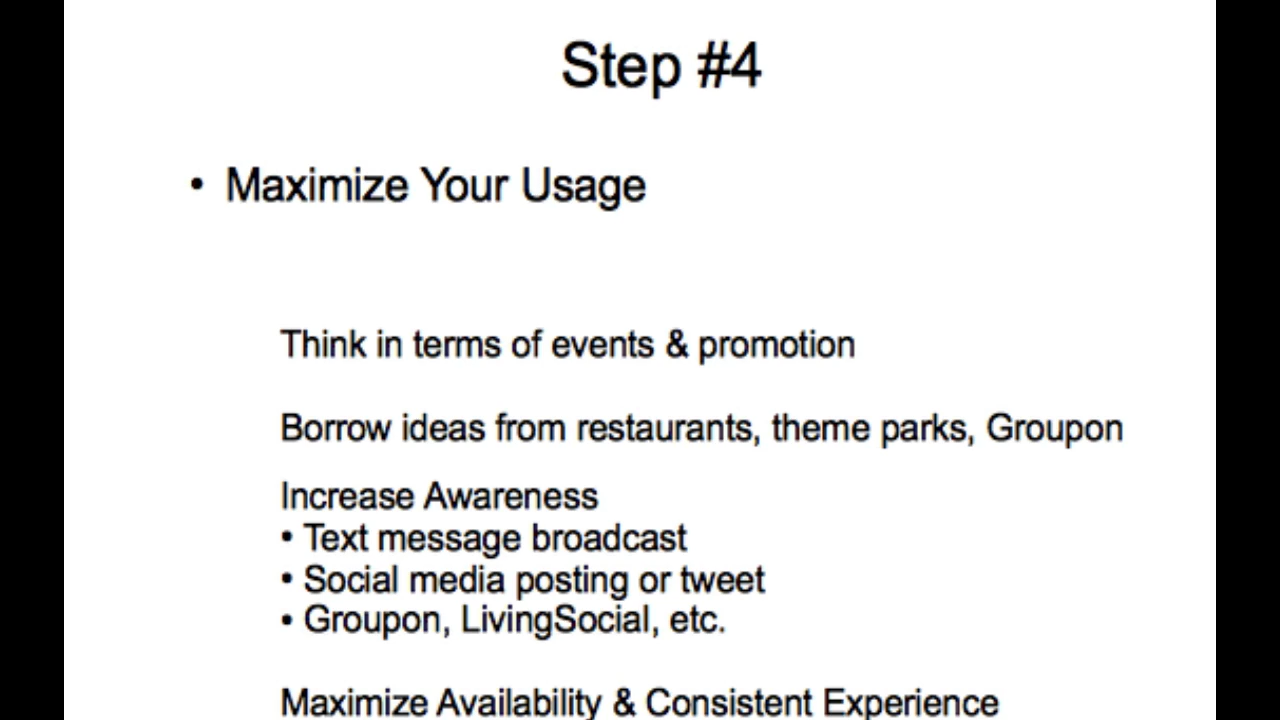 Step #4
• Maximize Your Usage
Think in terms of events & promotion
Borrow ideas from restaurants, theme parks, Groupon
Increase Awareness
• Text message broadcast
• Social media posting or tweet
• Groupon, LivingSocial, etc.
Maximize Availability & Consistent Experience